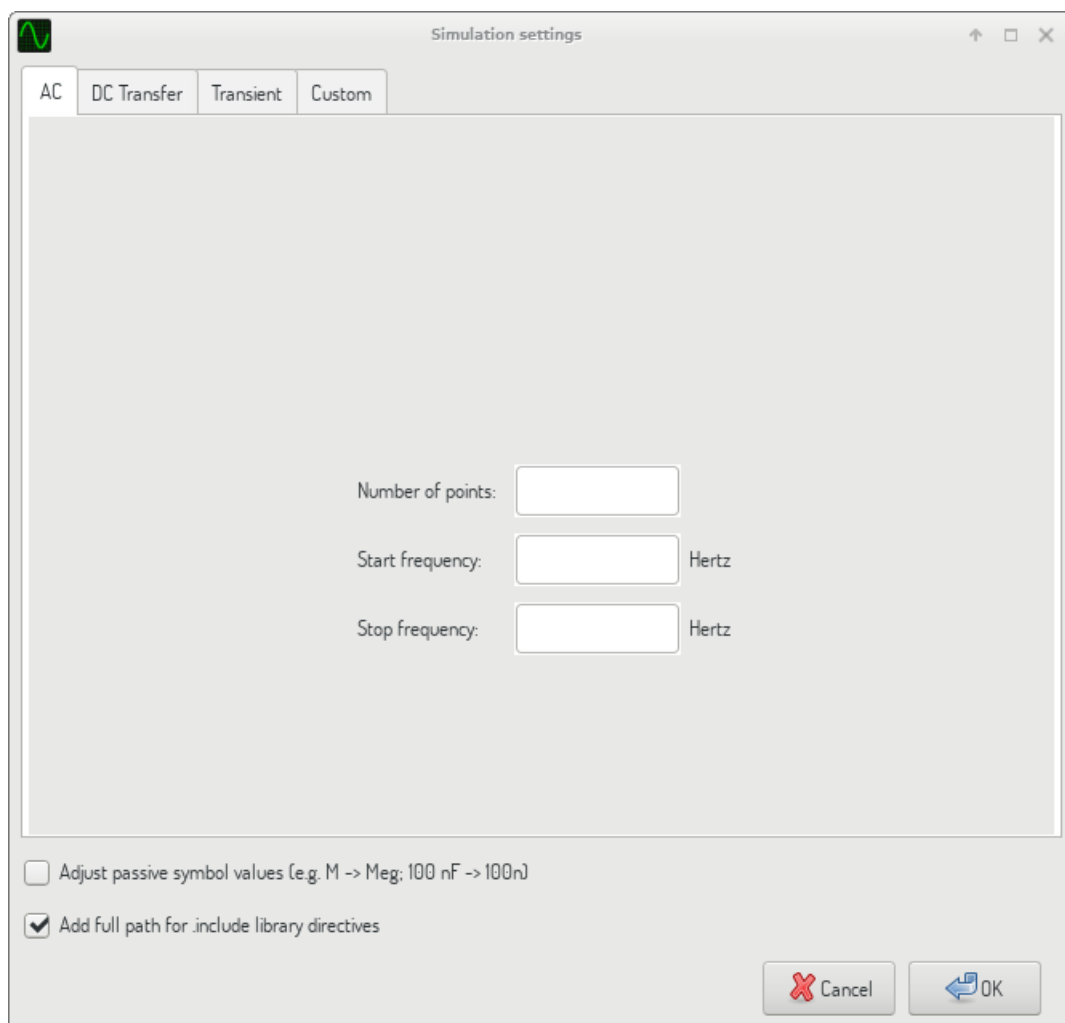 Simulation settings
AC DC Transfer Transient Custom
Number of points:
Start frequency: Hertz
Stop frequency: Hertz
Adjust passive symbol values (e.g. M -> Meg; 100 nF -> 100n)
Add full path for .include library directives
Cancel OK